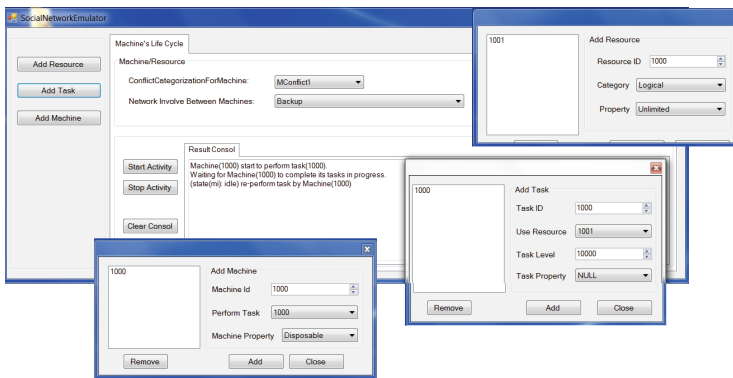 SocialNetworkEmulator
Add Resource
Add Task
Add Machine
Machine's Life Cycle
Machine/Resource
ConflictCategorizationForMachine: MConflict1
Network Involve Between Machines: Backup
Result Consol
Start Activity
Stop Activity
Clear Consol
Machine(1000) start to perform task(1000).
Waiting for Machine(1000) to complete its tasks in progress.
(state(mi): idle) re-perform task by Machine(1000)
1001
Add Resource
Resource ID 1000
Category Logical
Property Unlimited
1000
Add Task
Task ID 1000
Use Resource 1001
Task Level 10000
Task Property NULL
Remove Add Close
1000
Add Machine
Machine Id 1000
Perform Task 1000
Machine Property Disposable
Remove Add Close